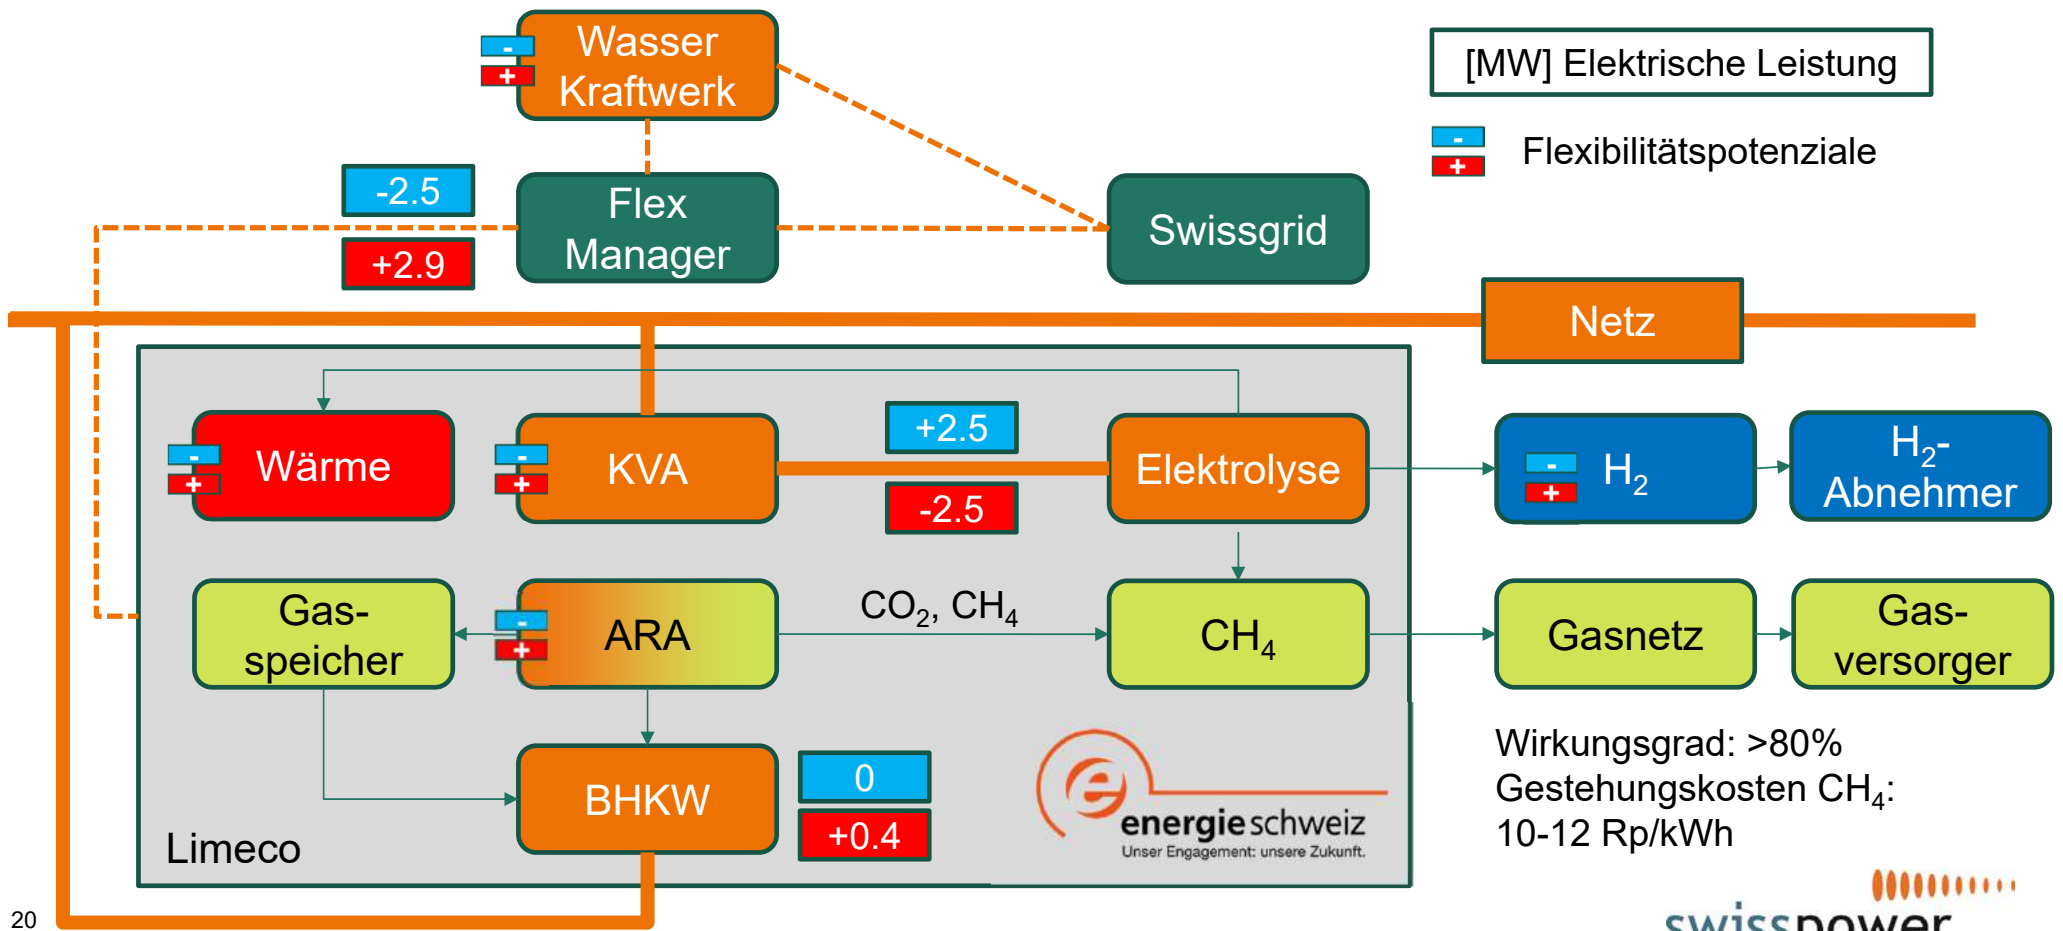 Wasser
Kraftwerk
-
+
[MW] Elektrische Leistung
-
+
Flexibilitätspotenziale
-2.5
+2.9
Flex
Manager
Swissgrid
Netz
-
+
Wärme
-
+
KVA
+2.5
-2.5
Elektrolyse
-
+
H₂
H₂-
Abnehmer
Gas-
speicher
-
+
ARA
CO₂, CH₄
CH₄
Gasnetz
Gas-
versorger
BHKW
0
+0.4
Limeco
energieschweiz
Unser Engagement: unsere Zukunft.
Wirkungsgrad: >80%
Gestehungskosten CH₄:
10-12 Rp/kWh
20
swisspower